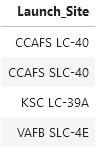 Launch_Site
CCAFS LC-40
CCAFS SLC-40
KSC LC-39A
VAFB SLC-4E